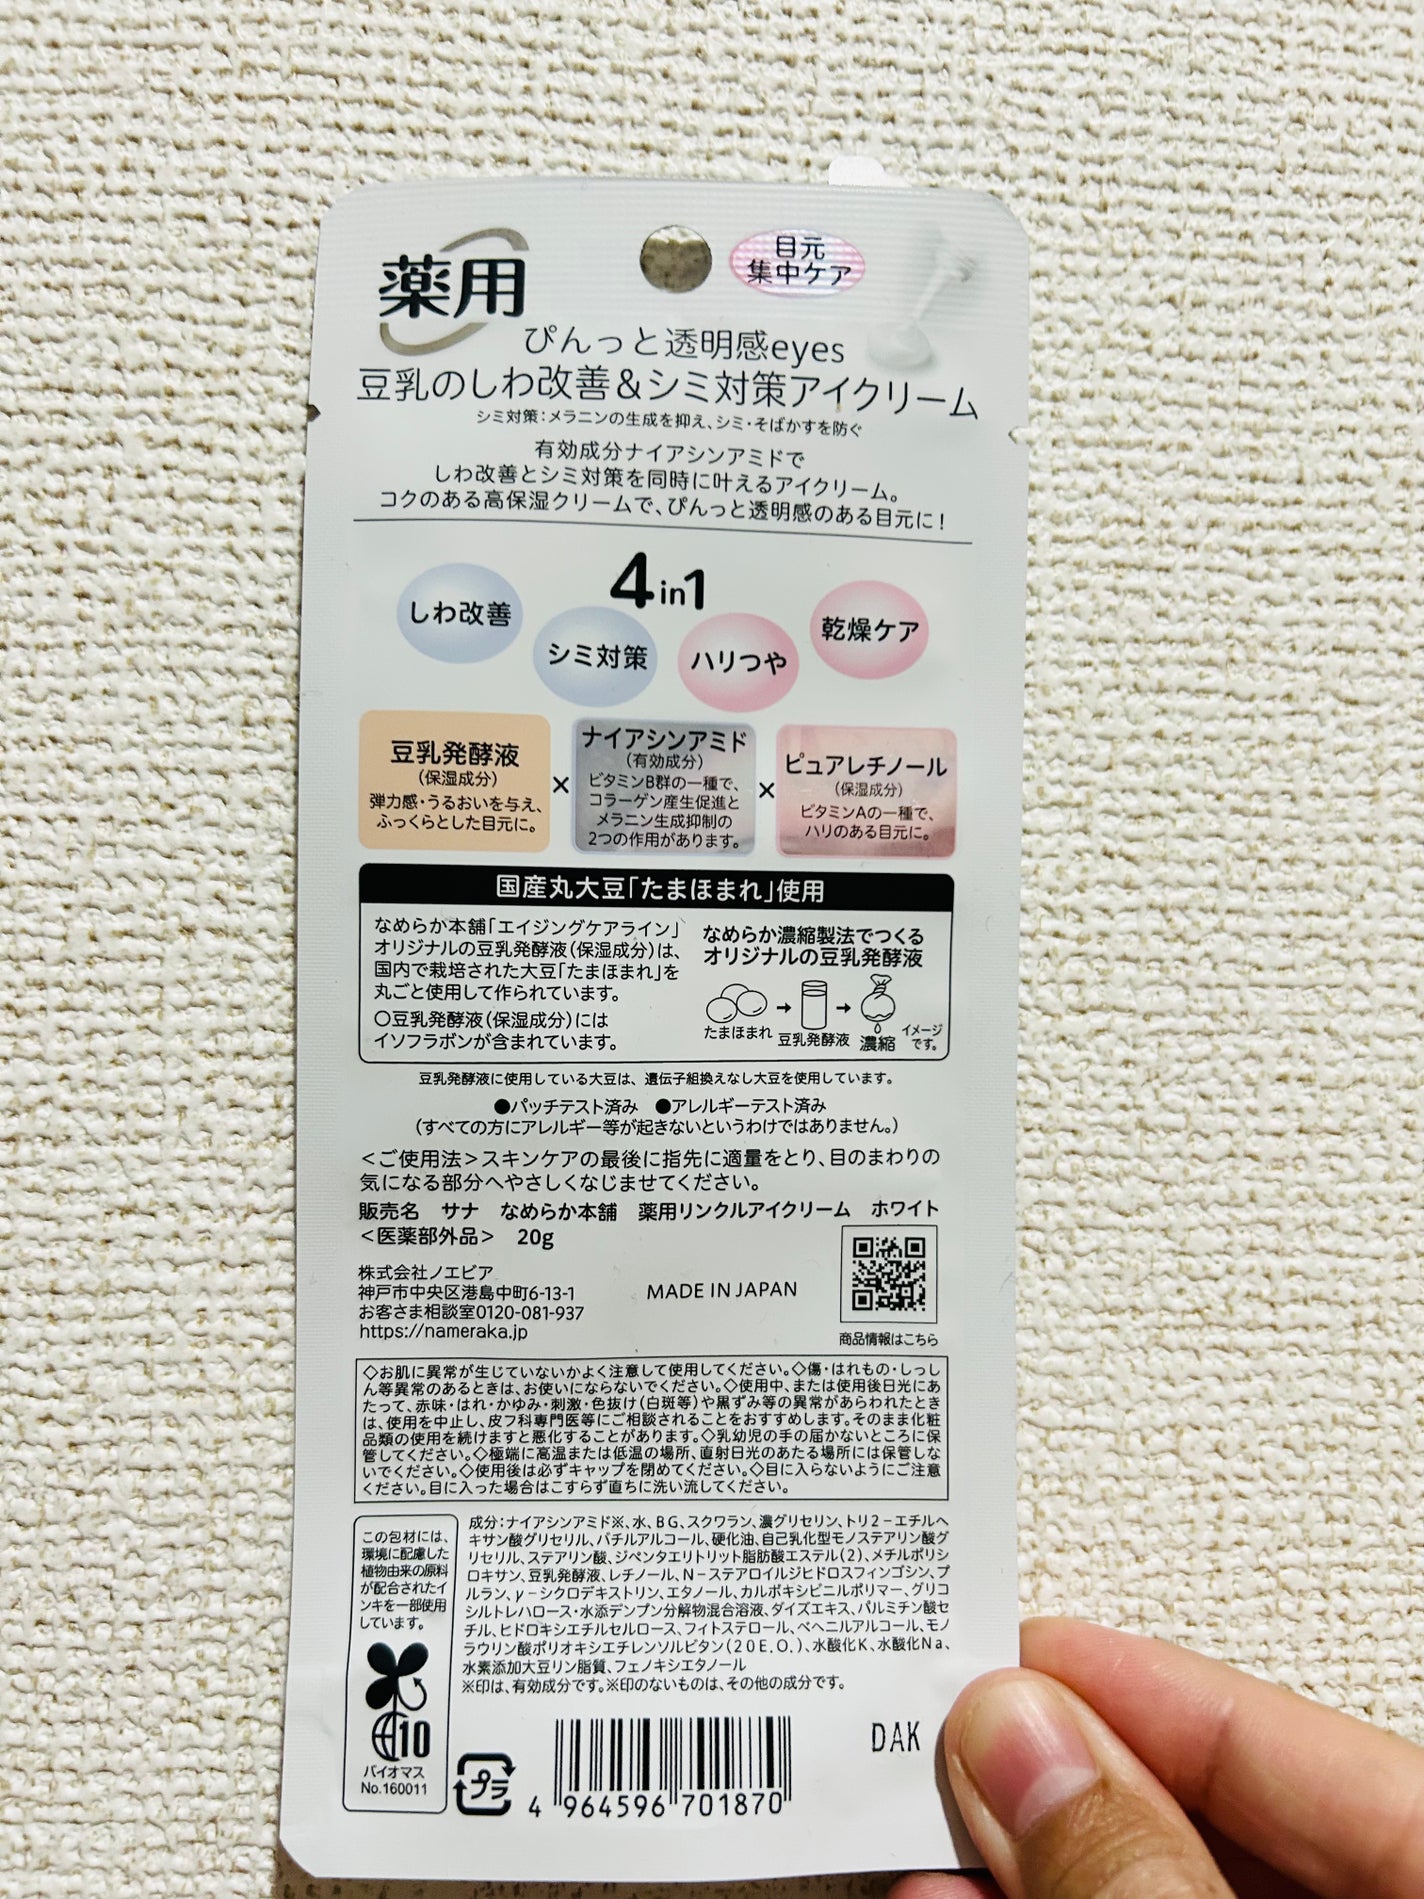 薬用
目元
集中ケア
ぴんっと透明感eyes
豆乳のしわ改善&シミ対策アイクリーム
シミ対策:メラニンの生成を抑え、シミ・そばかすを防ぐ
有効成分ナイアシンアミドで
しわ改善とシミ対策を同時に叶えるアイクリーム。
コクのある高保湿クリームで、ぴんっと透明感のある目元に!
4in1
しわ改善
シミ対策
ハリつや
乾燥ケア
豆乳発酵液
(保湿成分)
弾力感・うるおいを与え、
ふっくらとした目元に。
×
ナイアシンアミド
(有効成分)
ビタミンB群の一種で、
コラーゲン産生促進と
メラニン生成抑制の
2つの作用があります。
×
ピュアレチノール
(保湿成分)
ビタミンAの一種で、
ハリのある目元に。
国産丸大豆「たまほまれ」使用
なめらか本舗「エイジングケアライン」
オリジナルの豆乳発酵液(保湿成分)は、
国内で栽培された大豆「たまほまれ」を
丸ごと使用して作られています。
○豆乳発酵液(保湿成分)には
イソフラボンが含まれています。
なめらか濃縮製法でつくる
オリジナルの豆乳発酵液
たまほまれ
豆乳発酵液
濃縮
イメージ
です。
豆乳発酵液に使用している大豆は、遺伝子組換えなし大豆を使用しています。
●パッチテスト済み ●アレルギーテスト済み
(すべての方にアレルギー等が起きないというわけではありません。)
<ご使用法>スキンケアの最後に指先に適量をとり、目のまわりの
気になる部分へやさしくなじませてください。
販売名 サナ なめらか本舗 薬用リンクルアイクリーム ホワイト
<医薬部外品> 20g
株式会社ノエビア
神戸市中央区港島中町6-13-1
お客さま相談室0120-081-937
https://nameraka.jp
MADE IN JAPAN
商品情報はこちら
◇お肌に異常が生じていないかよく注意して使用してください。◇傷・はれもの・しっし
ん等異常のあるときは、お使いにならないでください。◇使用中、または使用後日光にあ
たって、赤味・はれ・かゆみ・刺激・色抜け(白斑等)や黒ずみ等の異常があらわれたとき
は、使用を中止し、皮フ科専門医等にご相談されることをおすすめします。そのまま化粧
品類の使用を続けますと悪化することがあります。◇乳幼児の手の届かないところに保
管してください。◇極端に高温または低温の場所、直射日光のあたる場所には保管しな
いでください。◇使用後は必ずキャップを閉めてください。◇目に入らないようにご注意
ください。目に入った場合はこすらず直ちに洗い流してください。
この包材には、
環境に配慮した
植物由来の原料
が配合されたイ
ンキを一部使用
しています。
10
バイオマス
No.160011
成分:ナイアシンアミド※、水、BG、スクワラン、濃グリセリン、トリ2-エチルヘ
キサン酸グリセリル、バチルアルコール、硬化油、自己乳化型モノステアリン酸グ
リセリル、ステアリン酸、ジペンタエリトリット脂肪酸エステル(2)、メチルポリシ
ロキサン、豆乳発酵液、レチノール、N-ステアロイルジヒドロスフィンゴシン、プ
ルラン、γ-シクロデキストリン、エタノール、カルボキシビニルポリマー、グリコ
シルトレハロース・水添デンプン分解物混合溶液、ダイズエキス、パルミチン酸セ
チル、ヒドロキシエチルセルロース、フィトステロール、ベヘニルアルコール、モノ
ラウリン酸ポリオキシエチレンソルビタン(20E.O.)、水酸化K、水酸化Na、
水素添加大豆リン脂質、フェノキシエタノール
※印は、有効成分です。※印のないものは、その他の成分です。
プラ
4 964596 701870
DAK